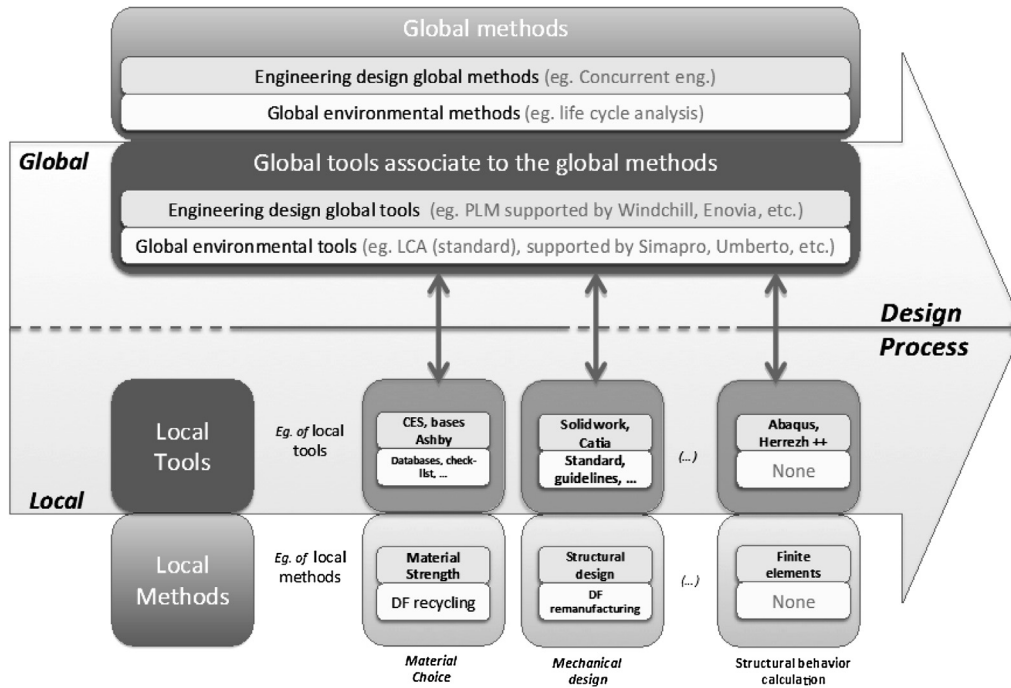 Global methods
Engineering design global methods (eg. Concurrent eng.)
Global environmental methods (eg. life cycle analysis)
Global
Global tools associate to the global methods
Engineering design global tools (eg. PLM supported by Windchill, Enovia, etc.)
Global environmental tools (eg. LCA (standard), supported by Simapro, Umberto, etc.)
Design
Process
Local
Tools
Eg. of local
tools
CES, bases
Ashby
Databases, check-
list, ...
Solidwork,
Catia
Standard,
guidelines, ...
(...)
Abaqus,
Herrezh ++
None
Local
Local
Methods
Eg. of local
methods
Material
Strength
DF recycling
Structural
design
DF
remanufacturing
(...)
Finite
elements
None
Material
Choice
Mechanical
design
Structural behavior
calculation